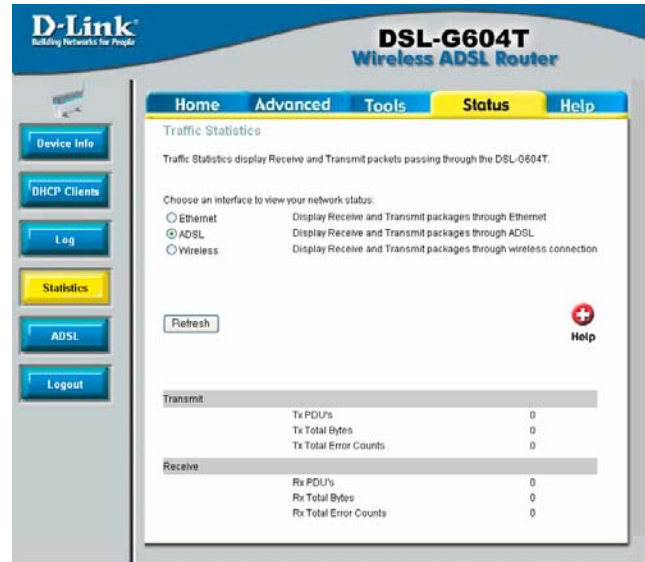 D-Link
Building Networks for People
DSL-G604T
Wireless ADSL Router
Home Advanced Tools Status Help
Device Info
DHCP Clients
Log
Statistics
ADSL
Logout
Traffic Statistics
Traffic Statistics display Receive and Transmit packets passing through the DSL-G604T.
Choose an interface to view your network status:
Ethernet Display Receive and Transmit packages through Ethernet
ADSL Display Receive and Transmit packages through ADSL
Wireless Display Receive and Transmit packages through wireless connection
Refresh
Help
Transmit
Tx PDU's 0
Tx Total Bytes 0
Tx Total Error Counts 0
Receive
Rx PDU's 0
Rx Total Bytes 0
Rx Total Error Counts 0